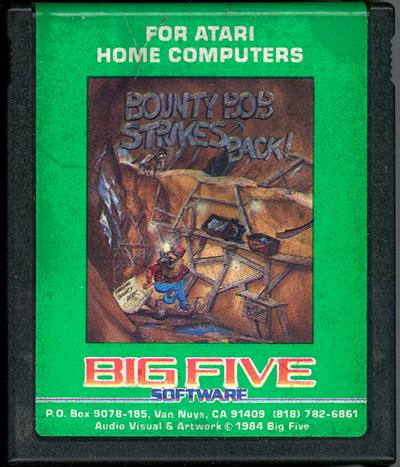 FOR ATARI
HOME COMPUTERS
BOUNTY BOB
STRIKES
BACK!
BIG FIVE
SOFTWARE
P.O. Box 9078-185, Van Nuys, CA 91409 (818) 782-6861
Audio Visual & Artwork © 1984 Big Five